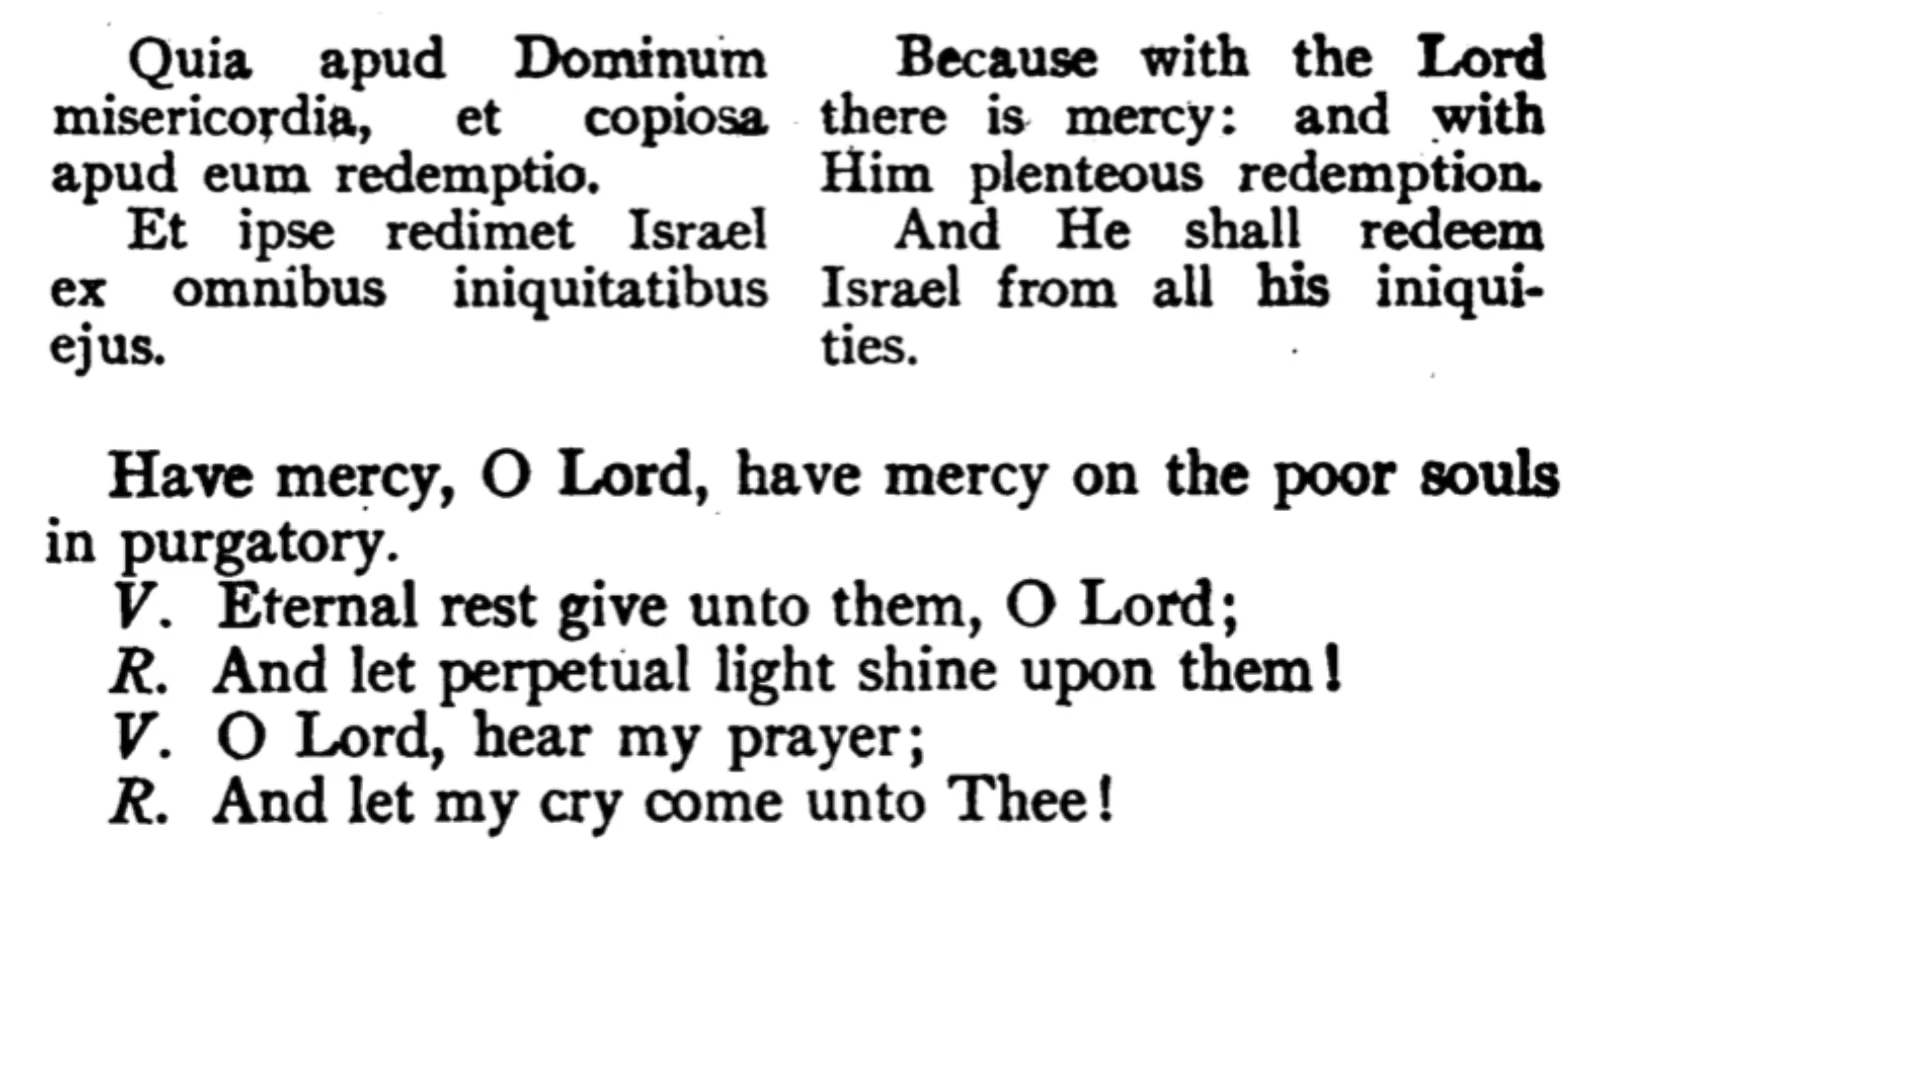 Quia apud Dominum
misericordia, et copiosa
apud eum redemptio.
Et ipse redimet Israel
ex omnibus iniquitatibus
ejus.
Because with the Lord
there is mercy: and with
Him plenteous redemption.
And He shall redeem
Israel from all his iniqui-
ties.
Have mercy, O Lord, have mercy on the poor souls
in purgatory.
V. Eternal rest give unto them, O Lord;
R. And let perpetual light shine upon them!
V. O Lord, hear my prayer;
R. And let my cry come unto Thee!